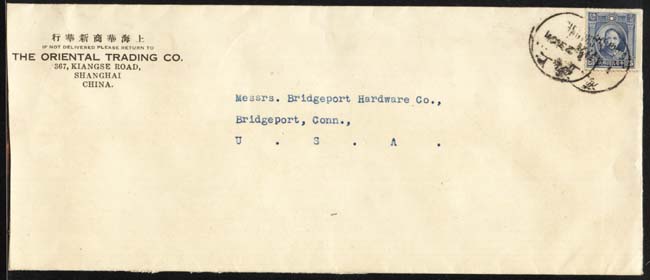 上海華商新華行
IF NOT DELIVERED PLEASE RETURN TO
THE ORIENTAL TRADING CO.
367, KIANGSE ROAD,
SHANGHAI
CHINA.
Messrs. Bridgeport Hardware Co.,
Bridgeport, Conn.,
U. S. A.